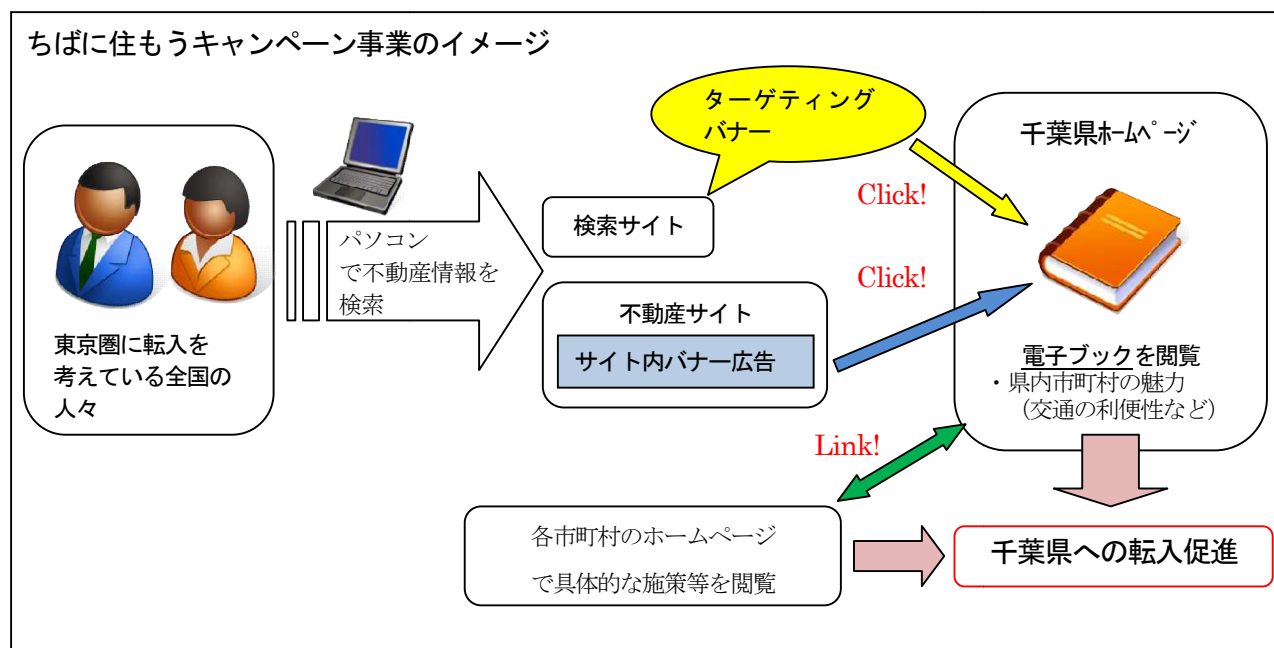 ちばに住もうキャンペーン事業のイメージ
ターゲティング
バナー
千葉県ﾎｰﾑﾍﾟｰｼﾞ
Click!
検索サイト
パソコン
で不動産情報を
検索
Click!
不動産サイト
サイト内バナー広告
東京圏に転入を
考えている全国の
人々
電子ブックを閲覧
・県内市町村の魅力
（交通の利便性など）
Link!
各市町村のホームページ
で具体的な施策等を閲覧
千葉県への転入促進